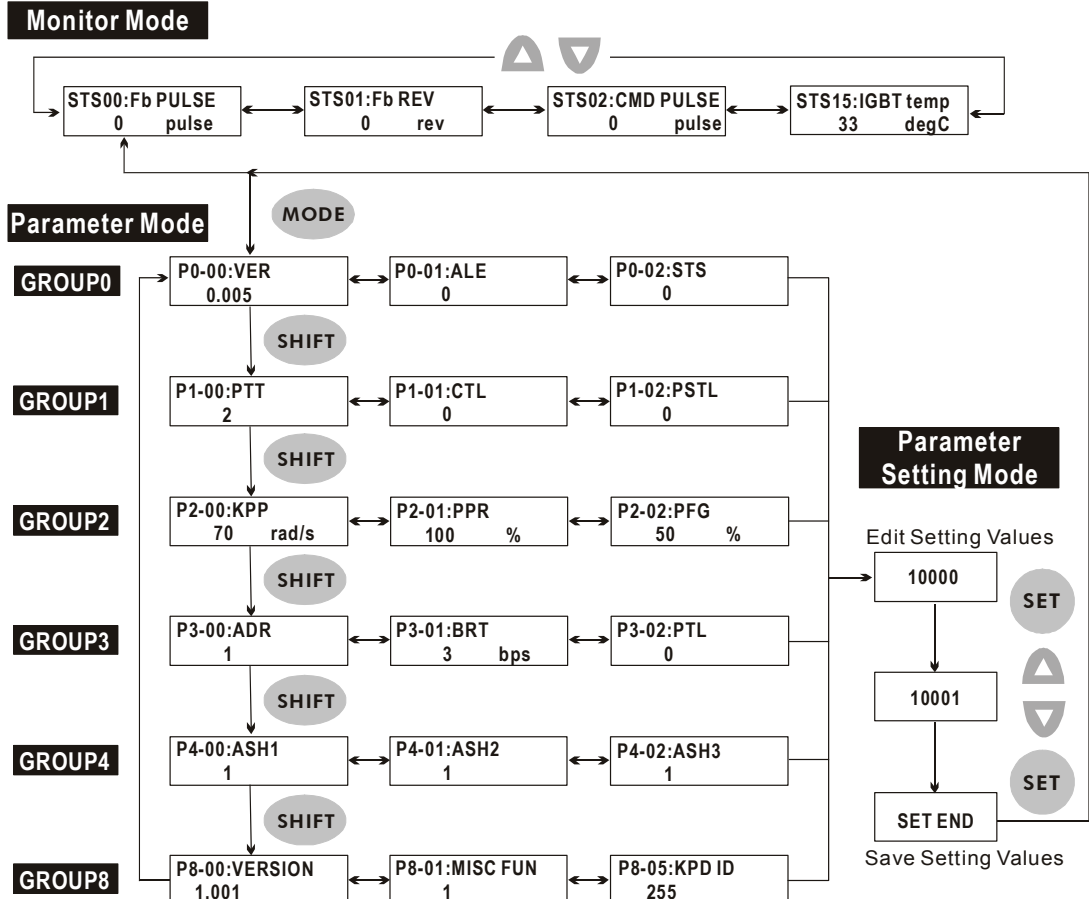 Monitor Mode
STS00:Fb PULSE
0 pulse
STS01:Fb REV
0 rev
STS02:CMD PULSE
0 pulse
STS15:IGBT temp
33 degC
MODE
Parameter Mode
GROUP0
P0-00:VER
0.005
P0-01:ALE
0
P0-02:STS
0
SHIFT
GROUP1
P1-00:PTT
2
P1-01:CTL
0
P1-02:PSTL
0
SHIFT
GROUP2
P2-00:KPP
70 rad/s
P2-01:PPR
100 %
P2-02:PFG
50 %
SHIFT
GROUP3
P3-00:ADR
1
P3-01:BRT
3 bps
P3-02:PTL
0
SHIFT
GROUP4
P4-00:ASH1
1
P4-01:ASH2
1
P4-02:ASH3
1
SHIFT
GROUP8
P8-00:VERSION
1.001
P8-01:MISC FUN
1
P8-05:KPD ID
255
Parameter
Setting Mode
Edit Setting Values
10000
SET
10001
SET
SET END
Save Setting Values